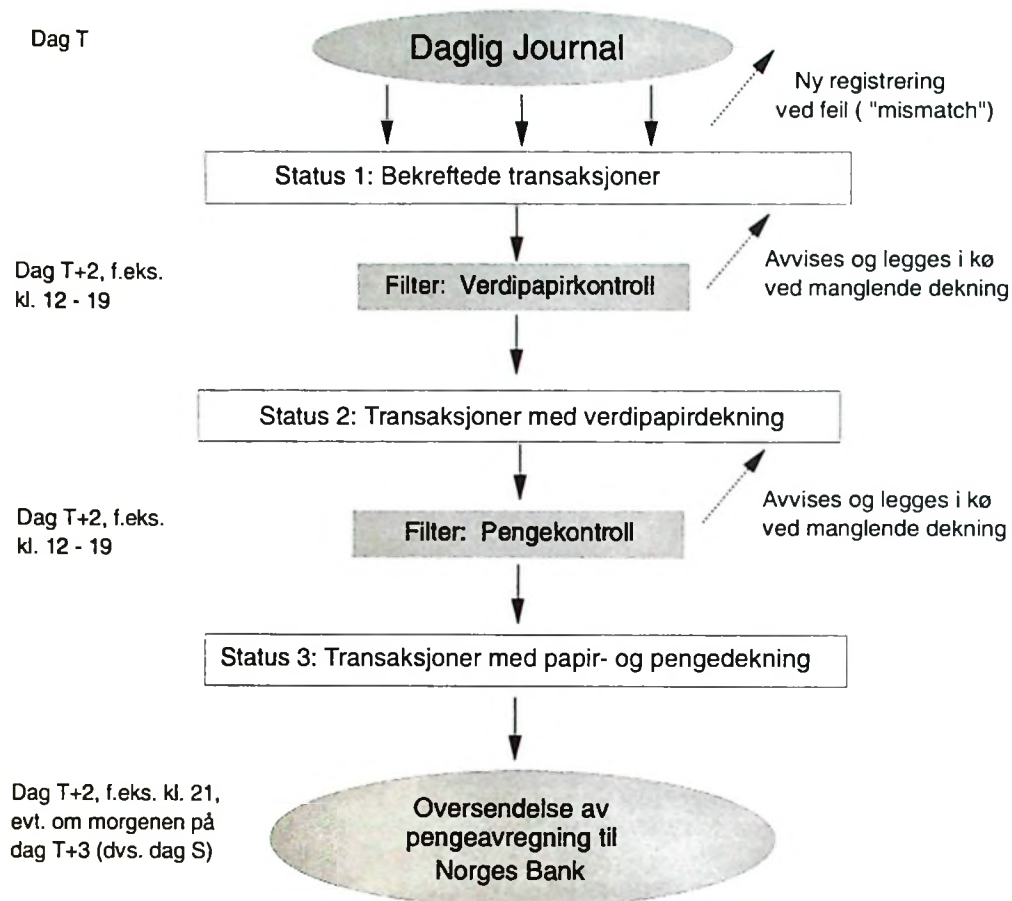 Dag T
Daglig Journal
Ny registrering
ved feil ( "mismatch")
Status 1: Bekreftede transaksjoner
Dag T+2, f.eks.
kl. 12 - 19
Filter: Verdipapirkontroll
Avvises og legges i kø
ved manglende dekning
Status 2: Transaksjoner med verdipapirdekning
Dag T+2, f.eks.
kl. 12 - 19
Filter: Pengekontroll
Avvises og legges i kø
ved manglende dekning
Status 3: Transaksjoner med papir- og pengedekning
Dag T+2, f.eks. kl. 21,
evt. om morgenen på
dag T+3 (dvs. dag S)
Oversendelse av
pengeavregning til
Norges Bank